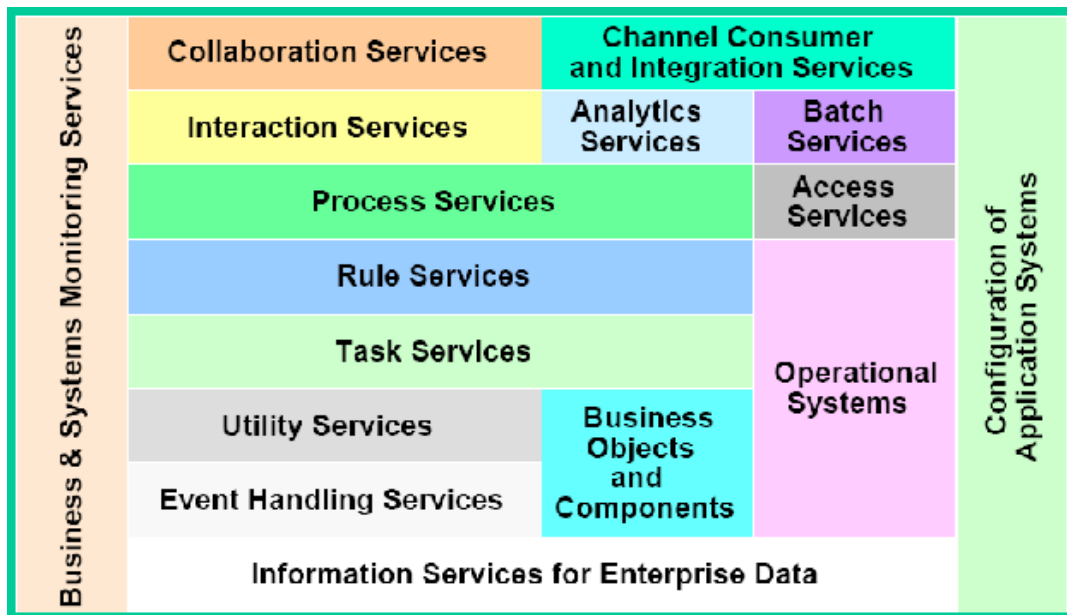 Business & Systems Monitoring Services
Collaboration Services
Channel Consumer
and Integration Services
Interaction Services
Analytics
Services
Batch
Services
Process Services
Access
Services
Rule Services
Task Services
Operational
Systems
Utility Services
Business
Objects
and
Components
Event Handling Services
Information Services for Enterprise Data
Configuration of
Application Systems